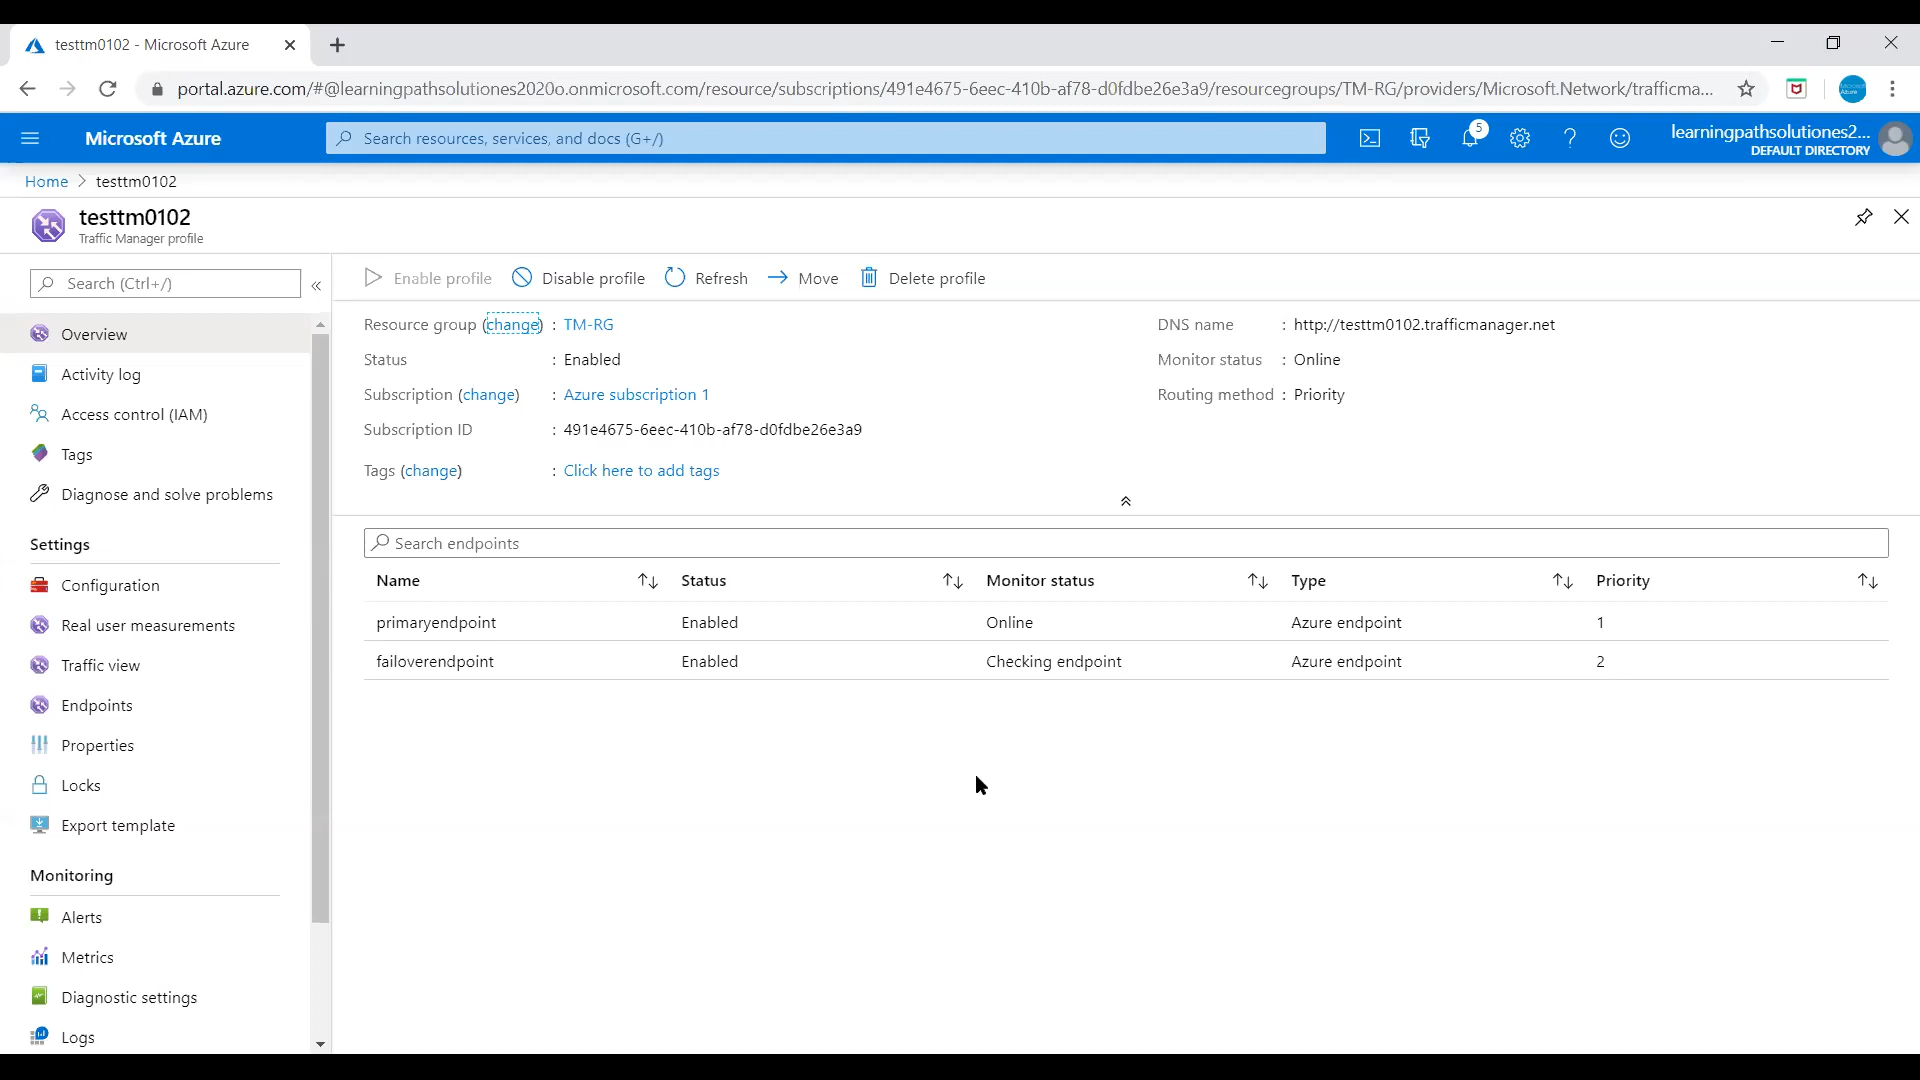 testtm0102 - Microsoft Azure
portal.azure.com/#@learningpathsolutiones2020o.onmicrosoft.com/resource/subscriptions/491e4675-6eec-410b-af78-d0fdbe26e3a9/resourcegroups/TM-RG/providers/Microsoft.Network/trafficma...
Microsoft Azure
Search resources, services, and docs (G+/)
5
learningpathsolutiones2...
DEFAULT DIRECTORY
Home > testtm0102
testtm0102
Traffic Manager profile
Search (Ctrl+/)
«
Overview
Activity log
Access control (IAM)
Tags
Diagnose and solve problems
Settings
Configuration
Real user measurements
Traffic view
Endpoints
Properties
Locks
Export template
Monitoring
Alerts
Metrics
Diagnostic settings
Logs
Enable profile Disable profile Refresh Move Delete profile
Resource group (change) : TM-RG
Status : Enabled
Subscription (change) : Azure subscription 1
Subscription ID : 491e4675-6eec-410b-af78-d0fdbe26e3a9
Tags (change) : Click here to add tags
DNS name : http://testtm0102.trafficmanager.net
Monitor status : Online
Routing method : Priority
Search endpoints
Name Status Monitor status Type Priority
primaryendpoint Enabled Online Azure endpoint 1
failoverendpoint Enabled Checking endpoint Azure endpoint 2